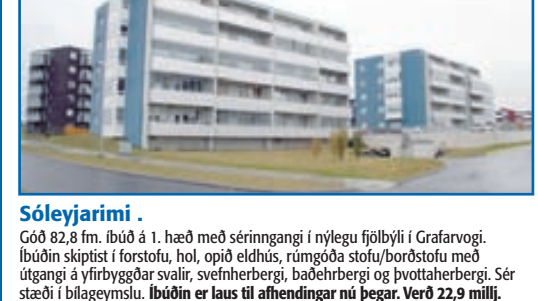 Sóleyjarimi .
Góð 82,8 fm. íbúð á 1. hæð með sérinngangi í nýlegu fjölbýli í Grafarvogi.
Íbúðin skiptist í forstofu, hol, opið eldhús, rúmgóða stofu/borðstofu með
útgangi á yfirbyggðar svalir, svefnherbergi, baðehrbergi og þvottaherbergi. Sér
stæði í bílageymslu. Íbúðin er laus til afhendingar nú þegar. Verð 22,9 millj.